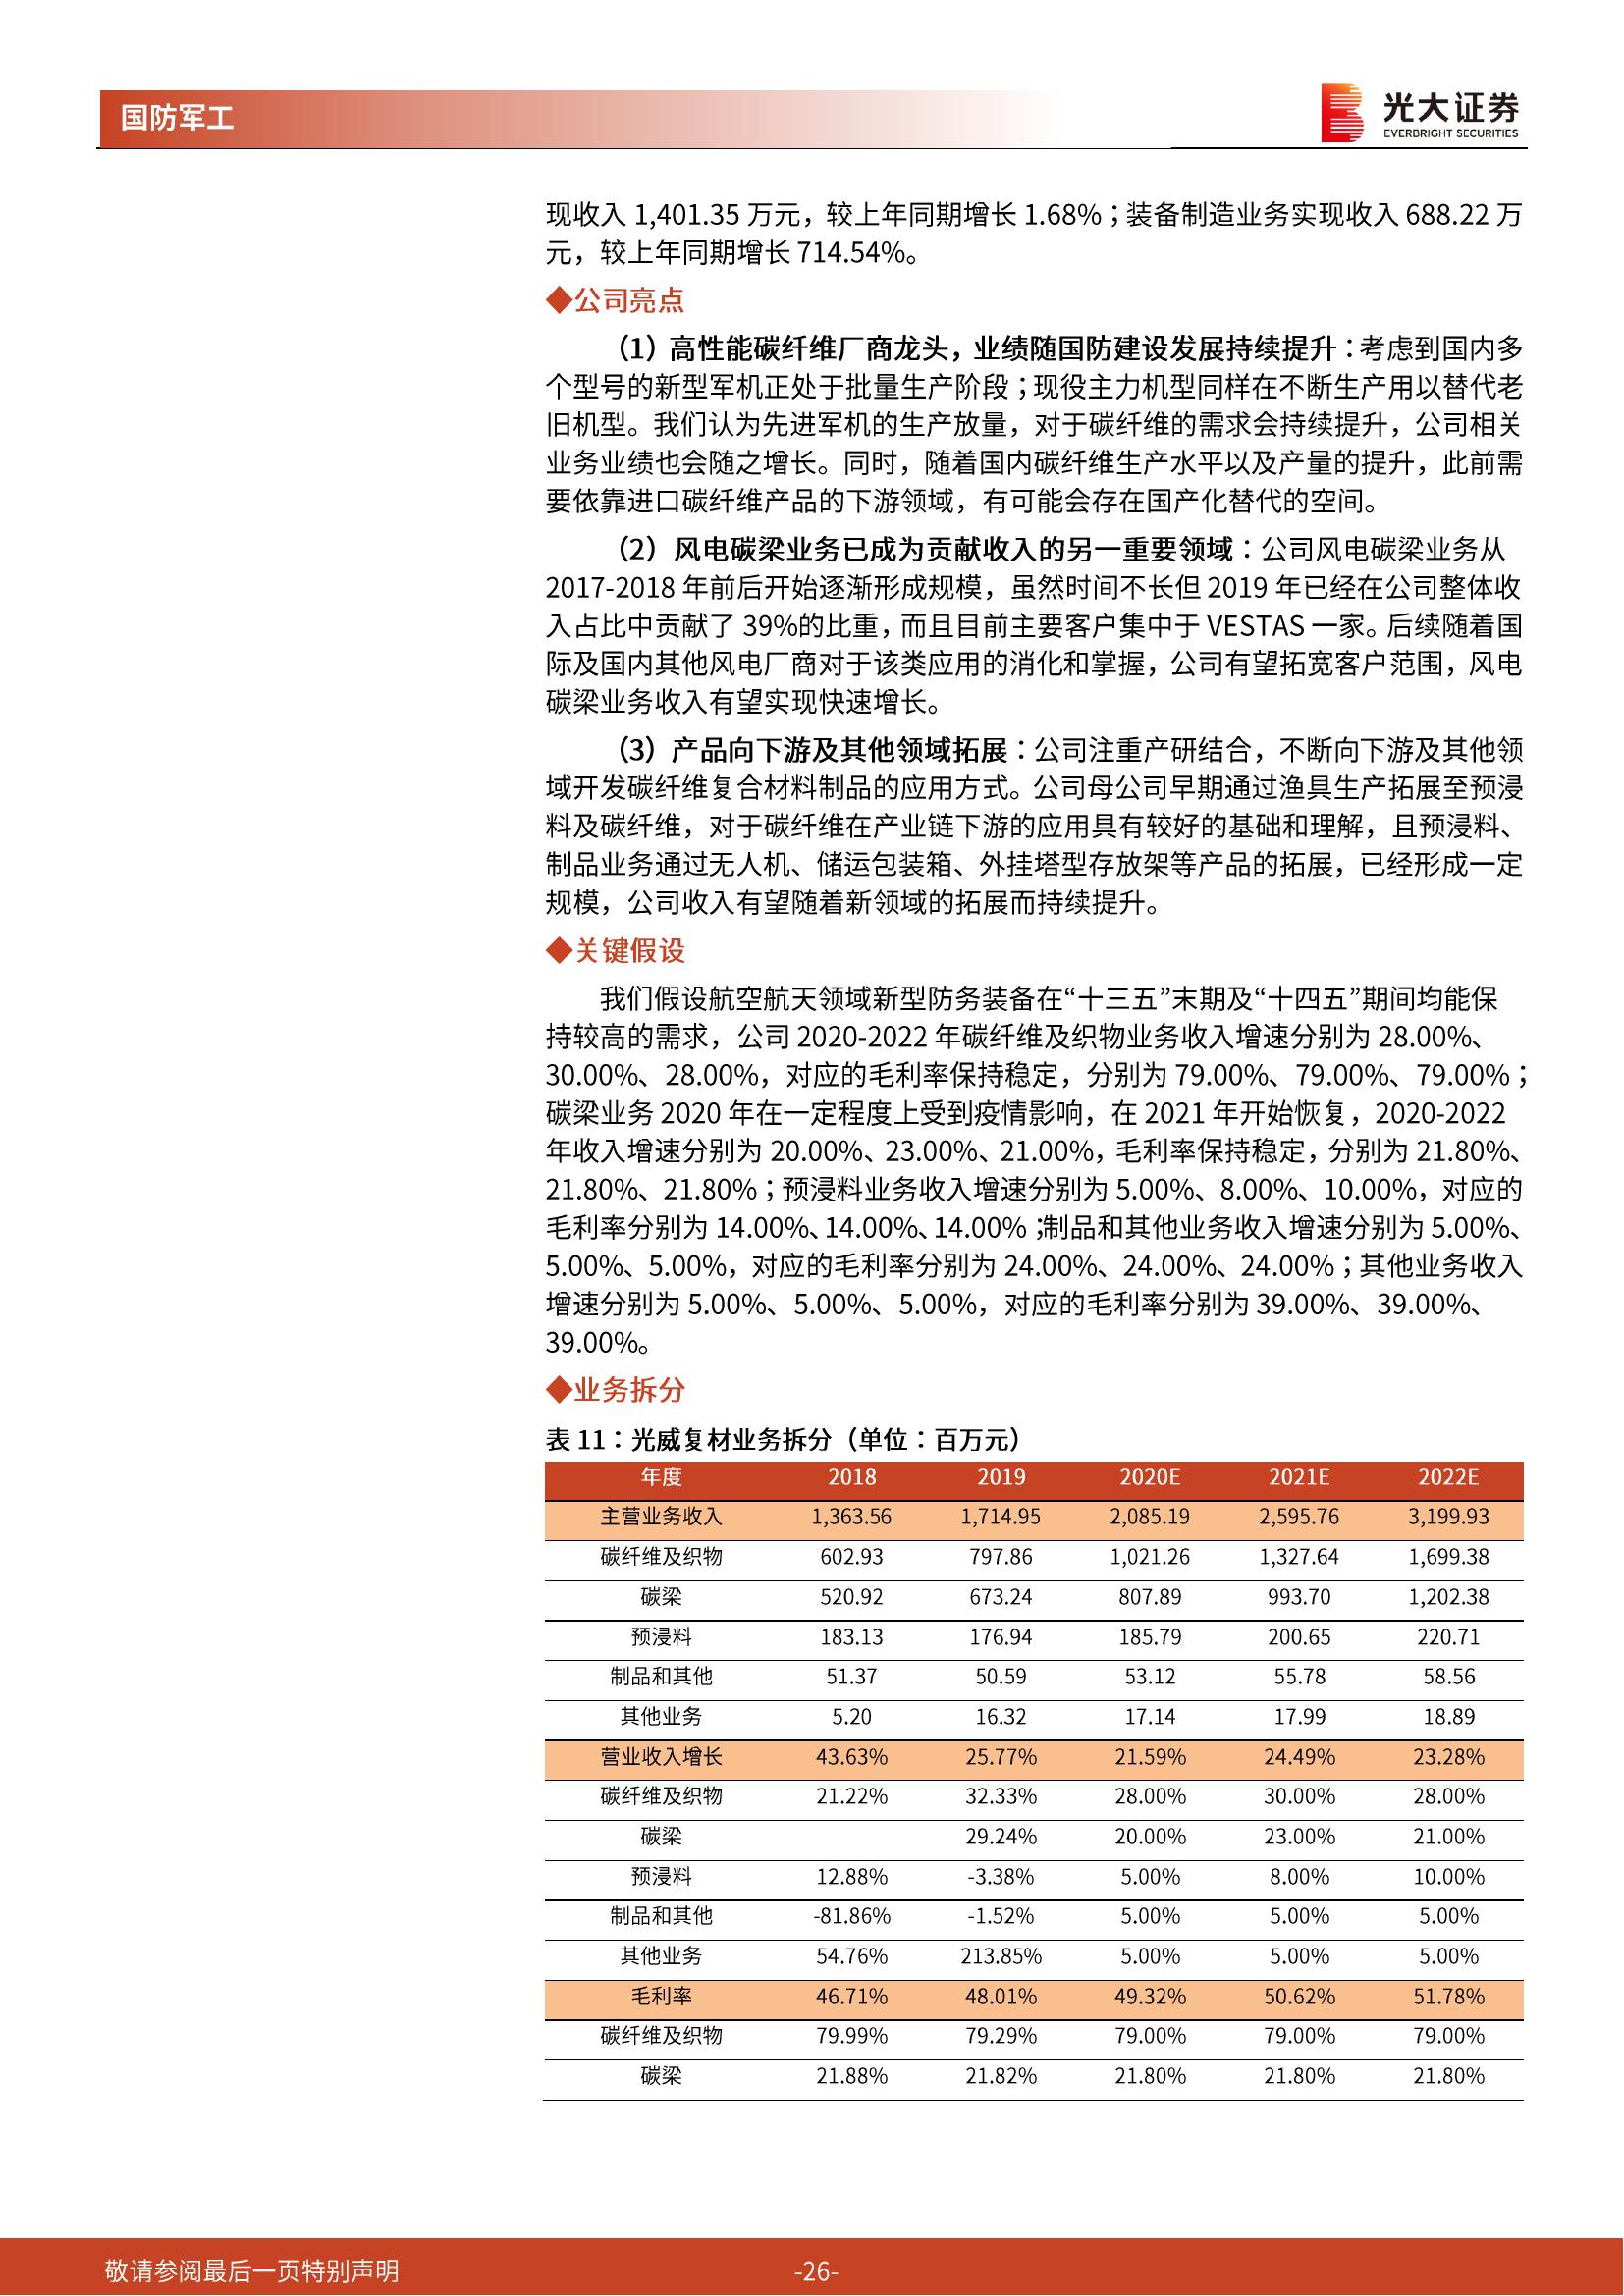 国防军工
光大证券
EVERBRIGHT SECURITIES
现收入 1,401.35 万元，较上年同期增长 1.68%；装备制造业务实现收入 688.22 万
元，较上年同期增长 714.54%。
◆公司亮点
（1）高性能碳纤维厂商龙头，业绩随国防建设发展持续提升：考虑到国内多
个型号的新型军机正处于批量生产阶段；现役主力机型同样在不断生产用以替代老
旧机型。我们认为先进军机的生产放量，对于碳纤维的需求会持续提升，公司相关
业务业绩也会随之增长。同时，随着国内碳纤维生产水平以及产量的提升，此前需
要依靠进口碳纤维产品的下游领域，有可能会存在国产化替代的空间。
（2）风电碳梁业务已成为贡献收入的另一重要领域：公司风电碳梁业务从
2017-2018 年前后开始逐渐形成规模，虽然时间不长但 2019 年已经在公司整体收
入占比中贡献了 39%的比重，而且目前主要客户集中于 VESTAS 一家。后续随着国
际及国内其他风电厂商对于该类应用的消化和掌握，公司有望拓宽客户范围，风电
碳梁业务收入有望实现快速增长。
（3）产品向下游及其他领域拓展：公司注重产研结合，不断向下游及其他领
域开发碳纤维复合材料制品的应用方式。公司母公司早期通过渔具生产拓展至预浸
料及碳纤维，对于碳纤维在产业链下游的应用具有较好的基础和理解，且预浸料、
制品业务通过无人机、储运包装箱、外挂塔型存放架等产品的拓展，已经形成一定
规模，公司收入有望随着新领域的拓展而持续提升。
◆关键假设
我们假设航空航天领域新型防务装备在“十三五”末期及“十四五”期间均能保
持较高的需求，公司 2020-2022 年碳纤维及织物业务收入增速分别为 28.00%、
30.00%、28.00%，对应的毛利率保持稳定，分别为 79.00%、79.00%、79.00%；
碳梁业务 2020 年在一定程度上受到疫情影响，在 2021 年开始恢复，2020-2022
年收入增速分别为 20.00%、23.00%、21.00%，毛利率保持稳定，分别为 21.80%、
21.80%、21.80%；预浸料业务收入增速分别为 5.00%、8.00%、10.00%，对应的
毛利率分别为 14.00%、14.00%、14.00%；制品和其他业务收入增速分别为 5.00%、
5.00%、5.00%，对应的毛利率分别为 24.00%、24.00%、24.00%；其他业务收入
增速分别为 5.00%、5.00%、5.00%，对应的毛利率分别为 39.00%、39.00%、
39.00%。
◆业务拆分
表 11：光威复材业务拆分（单位：百万元）
年度 2018 2019 2020E 2021E 2022E
主营业务收入 1,363.56 1,714.95 2,085.19 2,595.76 3,199.93
碳纤维及织物 602.93 797.86 1,021.26 1,327.64 1,699.38
碳梁 520.92 673.24 807.89 993.70 1,202.38
预浸料 183.13 176.94 185.79 200.65 220.71
制品和其他 51.37 50.59 53.12 55.78 58.56
其他业务 5.20 16.32 17.14 17.99 18.89
营业收入增长 43.63% 25.77% 21.59% 24.49% 23.28%
碳纤维及织物 21.22% 32.33% 28.00% 30.00% 28.00%
碳梁 29.24% 20.00% 23.00% 21.00%
预浸料 12.88% -3.38% 5.00% 8.00% 10.00%
制品和其他 -81.86% -1.52% 5.00% 5.00% 5.00%
其他业务 54.76% 213.85% 5.00% 5.00% 5.00%
毛利率 46.71% 48.01% 49.32% 50.62% 51.78%
碳纤维及织物 79.99% 79.29% 79.00% 79.00% 79.00%
碳梁 21.88% 21.82% 21.80% 21.80% 21.80%
敬请参阅最后一页特别声明 -26-